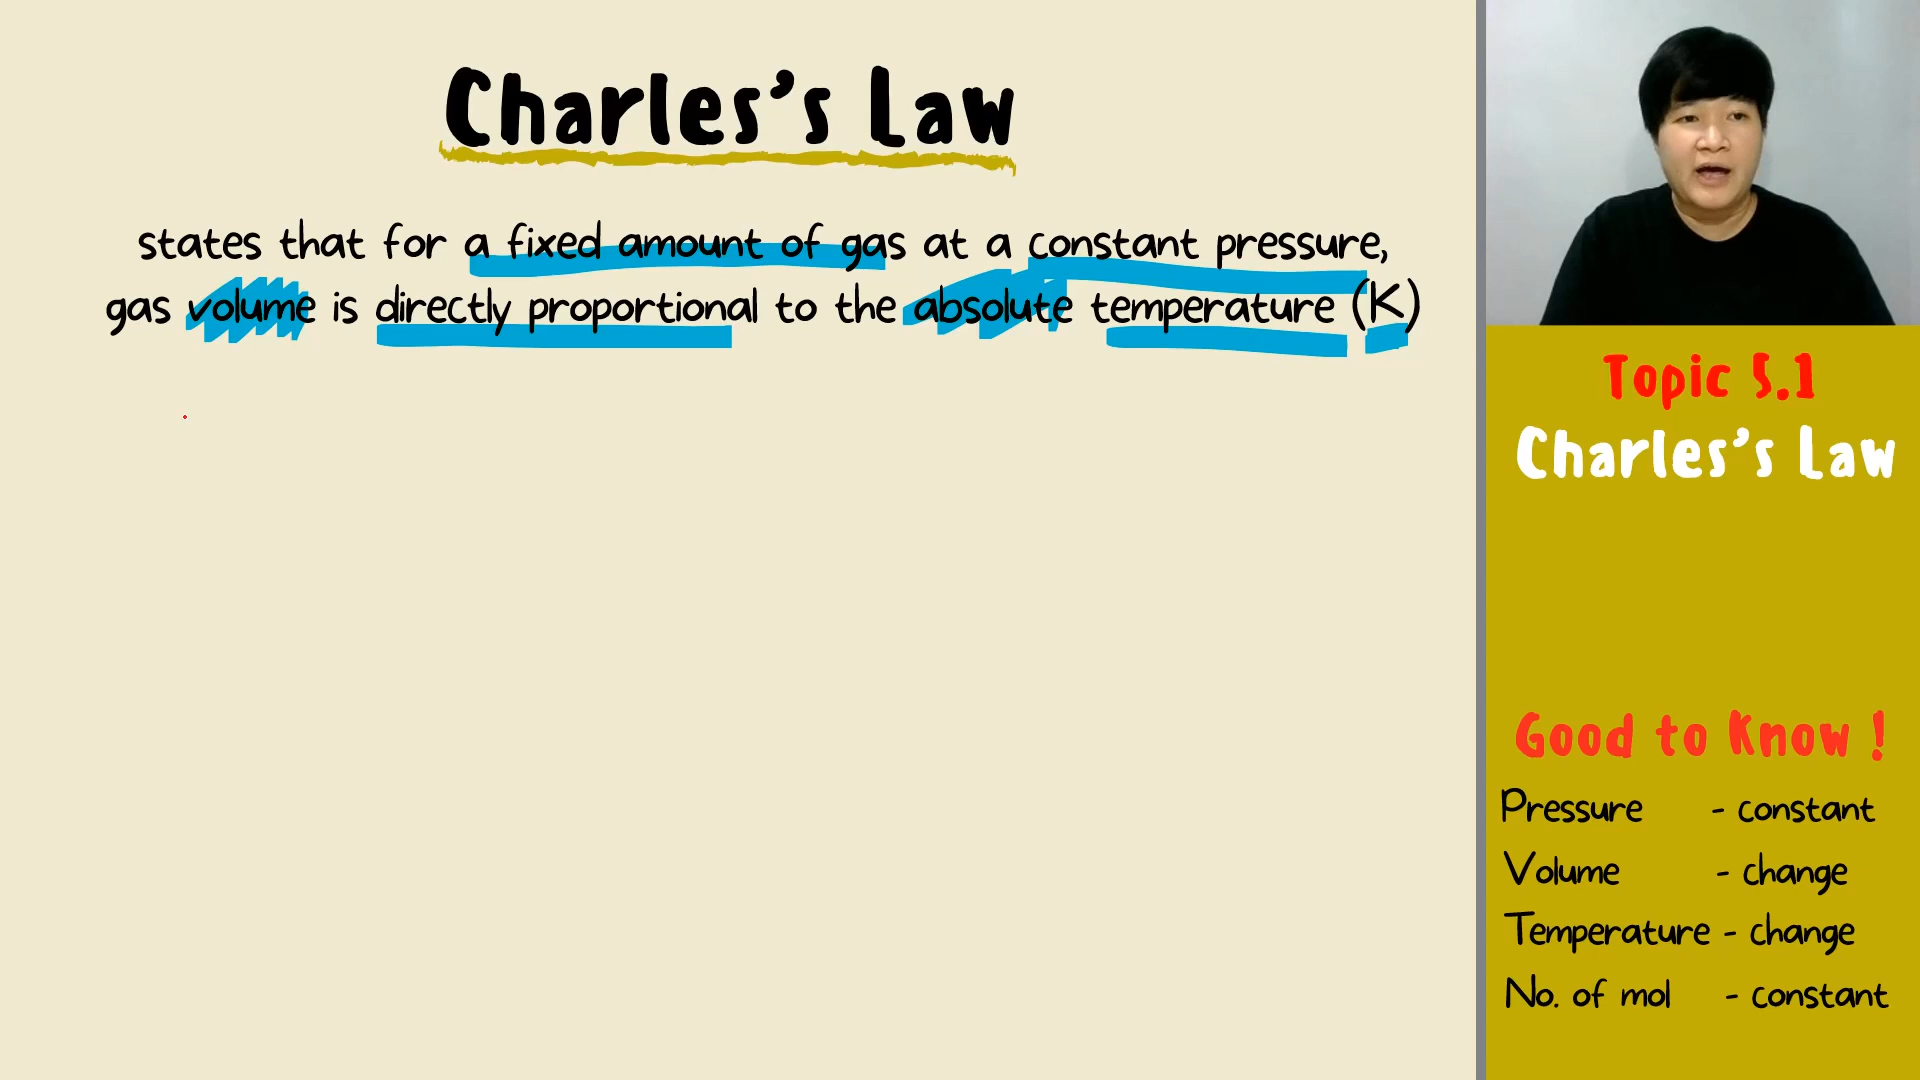 Charles's Law
states that for a fixed amount of gas at a constant pressure,
gas volume is directly proportional to the absolute temperature (K)
Topic 5.1
Charles's Law
Good to Know !
Pressure - constant
Volume - change
Temperature - change
No. of mol - constant